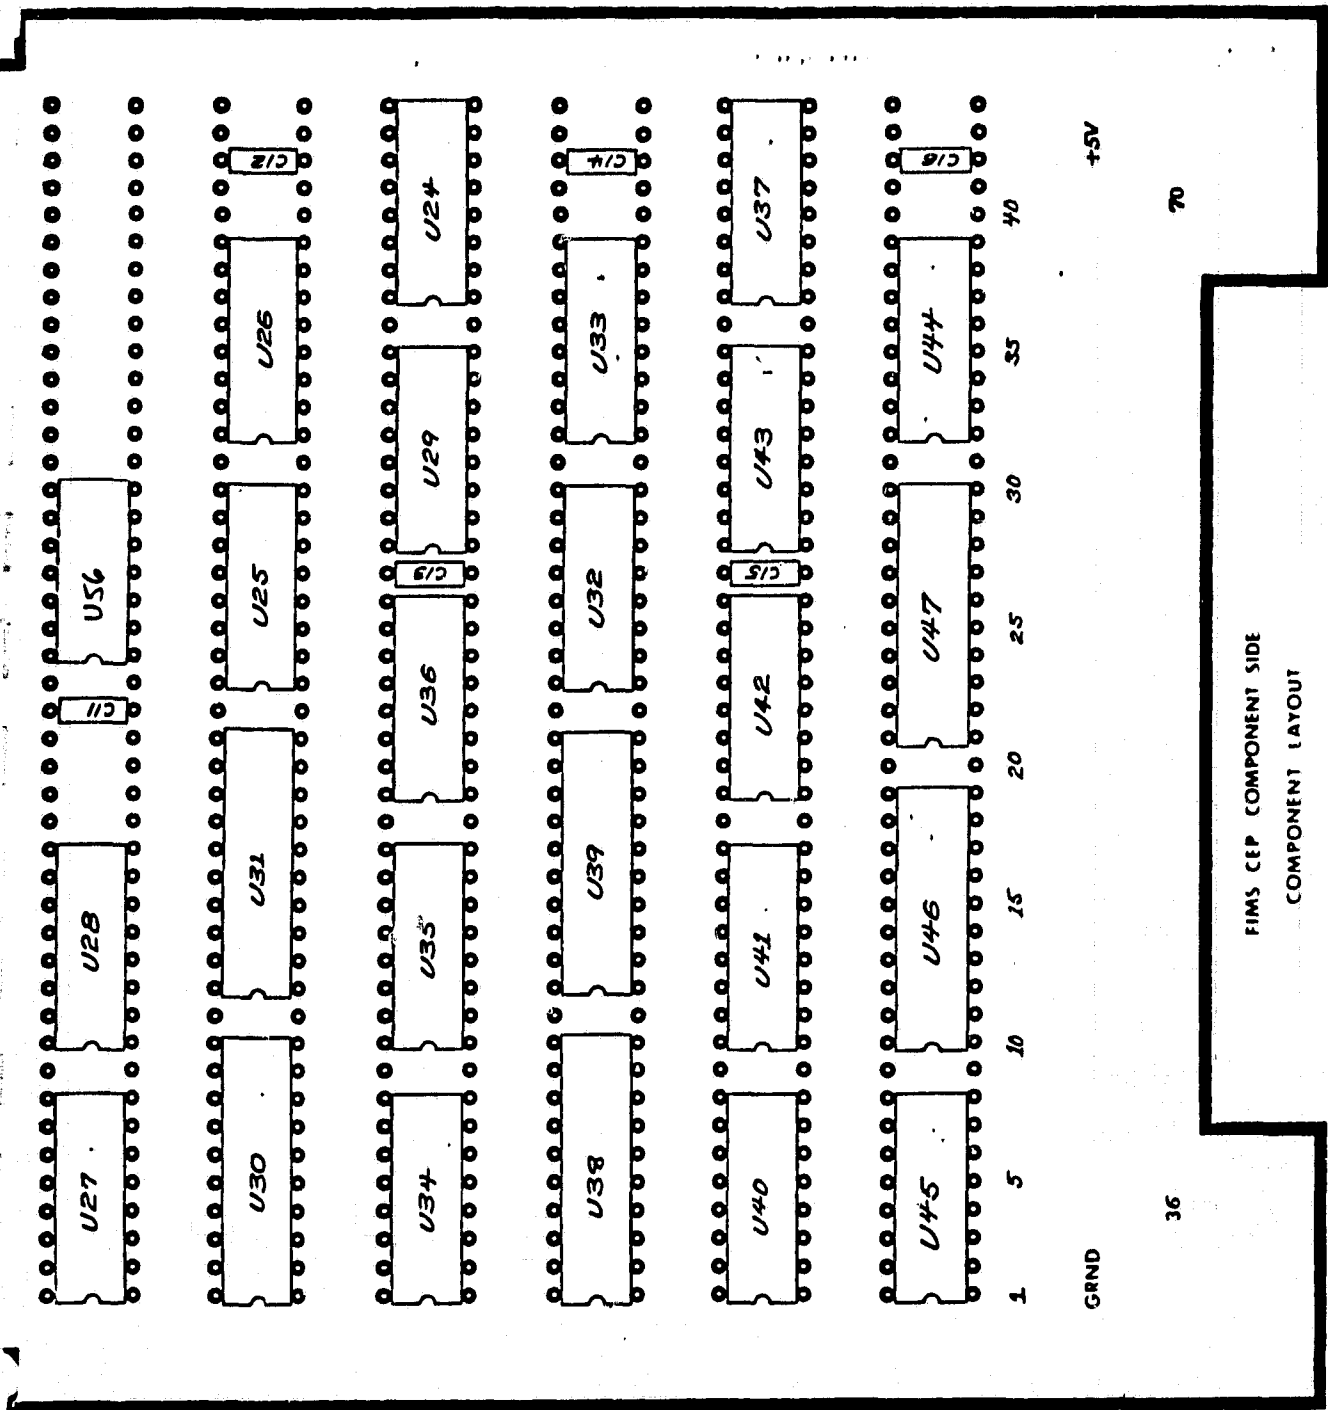 U27
U28
C11
U56
U30
U31
U25
U26
C12
U34
U35
U36
C13
U29
U24
U38
U39
U32
U33
C14
U40
U41
U42
C15
U43
U37
U45
U46
U47
U44
C16
1 5 10 15 20 25 30 35 40
GRND +5V
36 70
FIMS CEP COMPONENT SIDE
COMPONENT LAYOUT